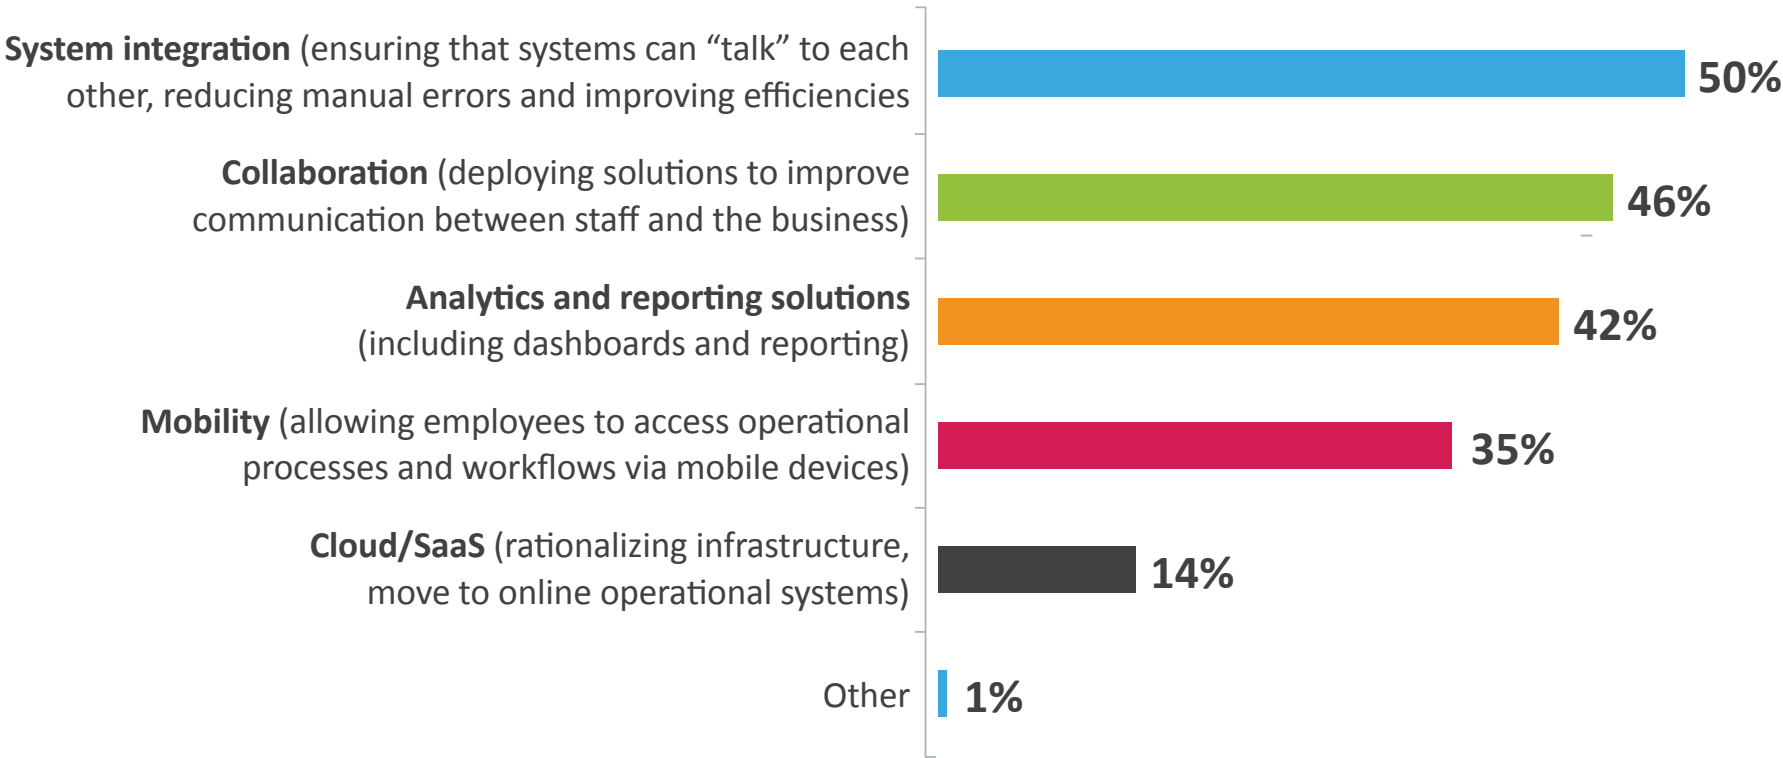 System integration (ensuring that systems can “talk” to each
other, reducing manual errors and improving efficiencies
50%
Collaboration (deploying solutions to improve
communication between staff and the business)
46%
Analytics and reporting solutions
(including dashboards and reporting)
42%
Mobility (allowing employees to access operational
processes and workflows via mobile devices)
35%
Cloud/SaaS (rationalizing infrastructure,
move to online operational systems)
14%
Other
1%